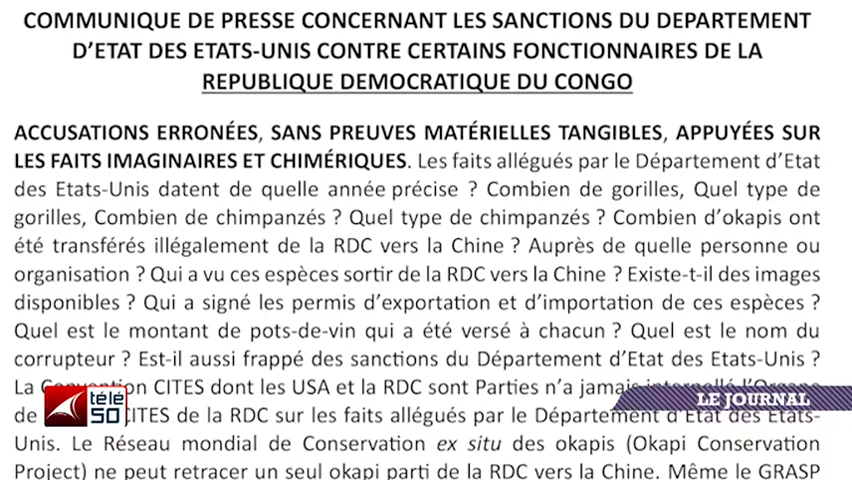 COMMUNIQUE DE PRESSE CONCERNANT LES SANCTIONS DU DEPARTEMENT
D'ETAT DES ETATS-UNIS CONTRE CERTAINS FONCTIONNAIRES DE LA
REPUBLIQUE DEMOCRATIQUE DU CONGO
ACCUSATIONS ERRONÉES, SANS PREUVES MATÉRIELLES TANGIBLES, APPUYÉES SUR
LES FAITS IMAGINAIRES ET CHIMÉRIQUES. Les faits allégués par le Département d'Etat
des Etats-Unis datent de quelle année précise ? Combien de gorilles, Quel type de
gorilles, Combien de chimpanzés ? Quel type de chimpanzés ? Combien d'okapis ont
été transférés illégalement de la RDC vers la Chine ? Auprès de quelle personne ou
organisation ? Qui a vu ces espèces sortir de la RDC vers la Chine ? Existe-t-il des images
disponibles ? Qui a signé les permis d'exportation et d'importation de ces espèces ?
Quel est le montant de pots-de-vin qui a été versé à chacun ? Quel est le nom du
corrupteur ? Est-il aussi frappé des sanctions du Département d'Etat des Etats-Unis ?
La Convention CITES dont les USA et la RDC sont Parties n'a jamais
LE JOURNAL
télé 50
de CITES de la RDC sur les faits allégués par le Département d'Etat des Etats-
Unis. Le Réseau mondial de Conservation ex situ des okapis (Okapi Conservation
Project) ne peut retracer un seul okapi parti de la RDC vers la Chine. Même le GRASP